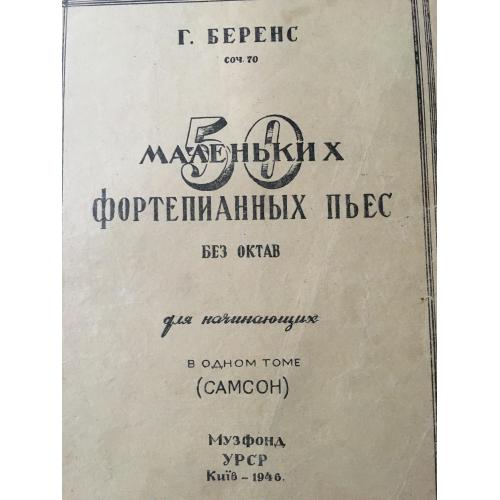 Г. БЕРЕНС
соч. 70
50
МАЛЕНЬКИХ
ФОРТЕПИАННЫХ ПЬЕС
БЕЗ ОКТАВ
для начинающих
В ОДНОМ ТОМЕ
(САМСОН)
Музфонд
УРСР
Київ – 1946.